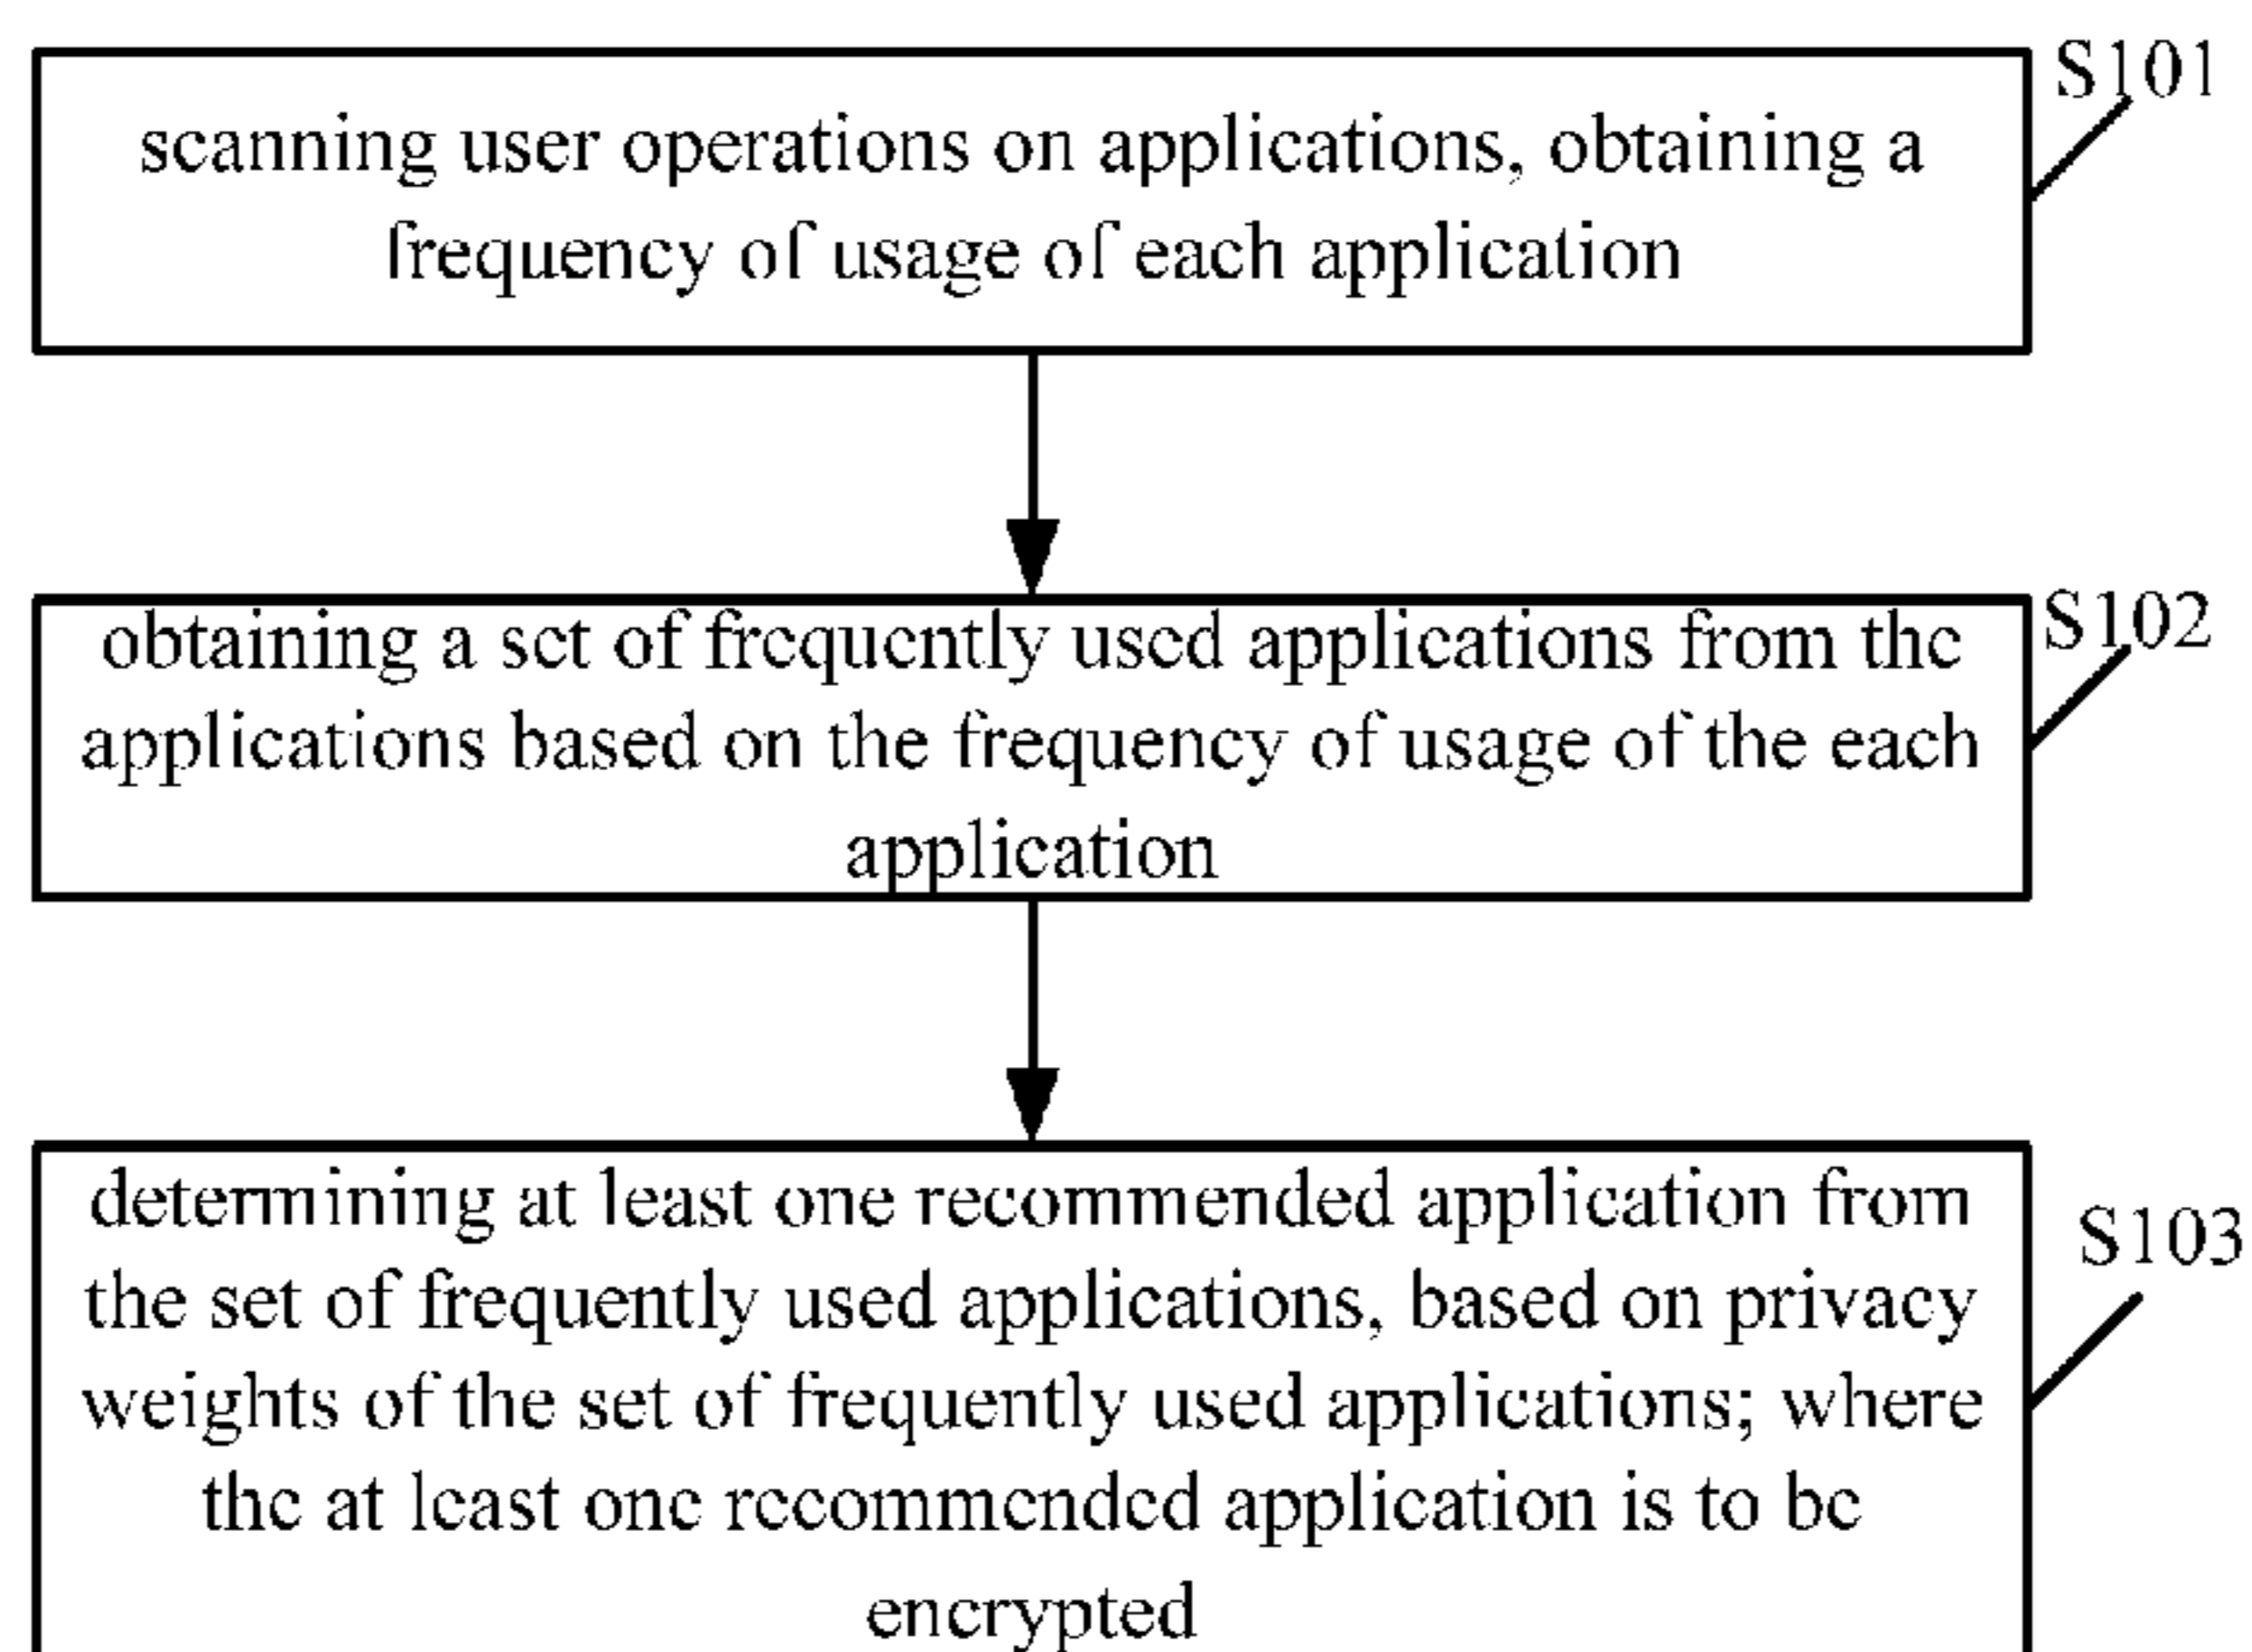 S101
scanning user operations on applications, obtaining a
frequency of usage of each application
S102
obtaining a set of frequently used applications from the
applications based on the frequency of usage of the each
application
S103
determining at least one recommended application from
the set of frequently used applications, based on privacy
weights of the set of frequently used applications; where
the at least one recommended application is to be
encrypted